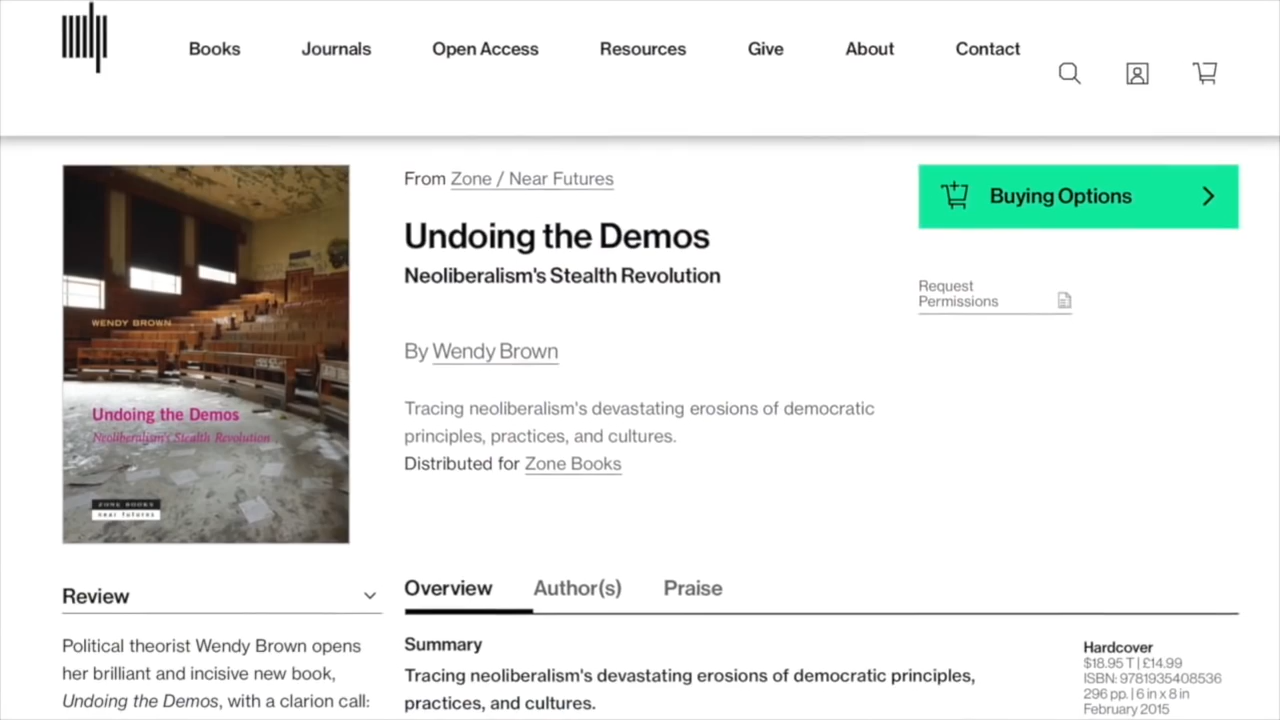 Books Journals Open Access Resources Give About Contact
WENDY BROWN
Undoing the Demos
Neoliberalism's Stealth Revolution
ZONE BOOKS
near futures
From Zone / Near Futures
Undoing the Demos
Neoliberalism's Stealth Revolution
By Wendy Brown
Tracing neoliberalism's devastating erosions of democratic
principles, practices, and cultures.
Distributed for Zone Books
Buying Options
Request
Permissions
Review
Political theorist Wendy Brown opens
her brilliant and incisive new book,
Undoing the Demos, with a clarion call:
Overview Author(s) Praise
Summary
Tracing neoliberalism's devastating erosions of democratic principles,
practices, and cultures.
Hardcover
$18.95 T | £14.99
ISBN: 9781935408536
296 pp. | 6 in x 8 in
February 2015